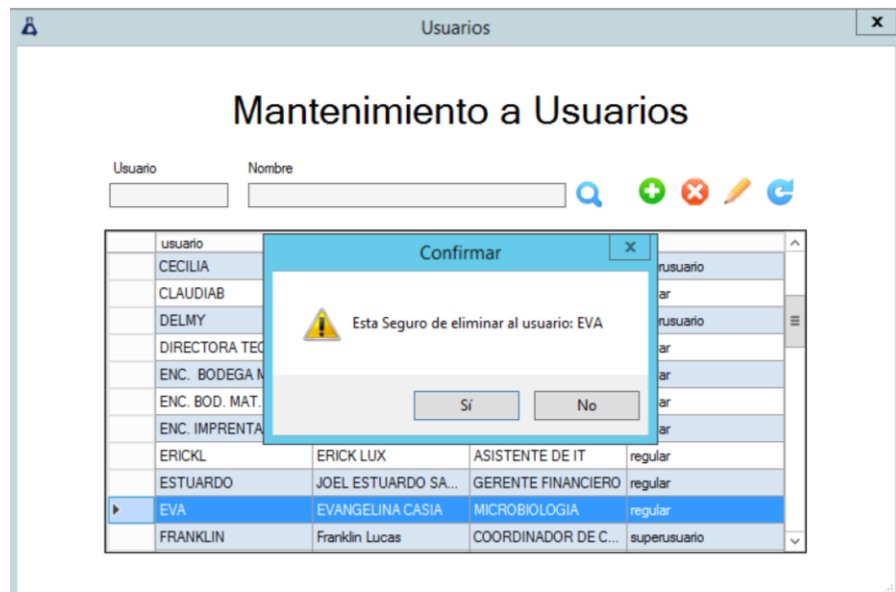 Usuarios
x
Mantenimiento a Usuarios
Usuario Nombre
usuario
CECILIA
CLAUDIAB
DELMY
DIRECTORA
ENC. BODEGA
ENC. BOD. MAT.
ENC. IMPRENTA
Confirmar
x
Esta Seguro de eliminar al usuario: EVA
Sí No
ERICKL ERICK LUX ASISTENTE DE IT regular
ESTUARDO JOEL ESTUARDO SA... GERENTE FINANCIERO regular
EVA EVANGELINA CASIA MICROBIOLOGIA regular
FRANKLIN Franklin Lucas COORDINADOR DE C... superusuario